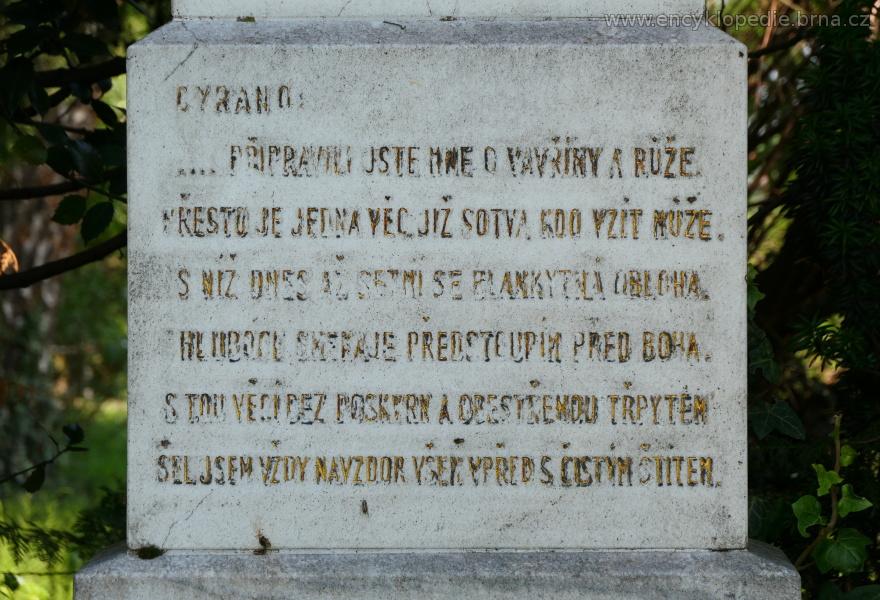 www.encyklopedie.brna.cz
CYRANO:
.... PŘIPRAVILI JSTE MNE O VAVŘÍNY A RŮŽE.
PŘESTO JE JEDNA VĚC, JIŽ SOTVA KDO VZÍT MŮŽE.
S NÍŽ DNES AŽ SETMÍ SE BLANKYTNÁ OBLOHA,
HLUBOCE SMEKAJE PŘEDSTOUPÍM PŘED BOHA.
S TOU VĚCÍ BEZ POSKVRN A OBESTŘENOU TŘPYTEM
ŠEL JSEM VŽDY NAVZDOR VŠEM VPŘED S ČISTÝM ŠTÍTEM.